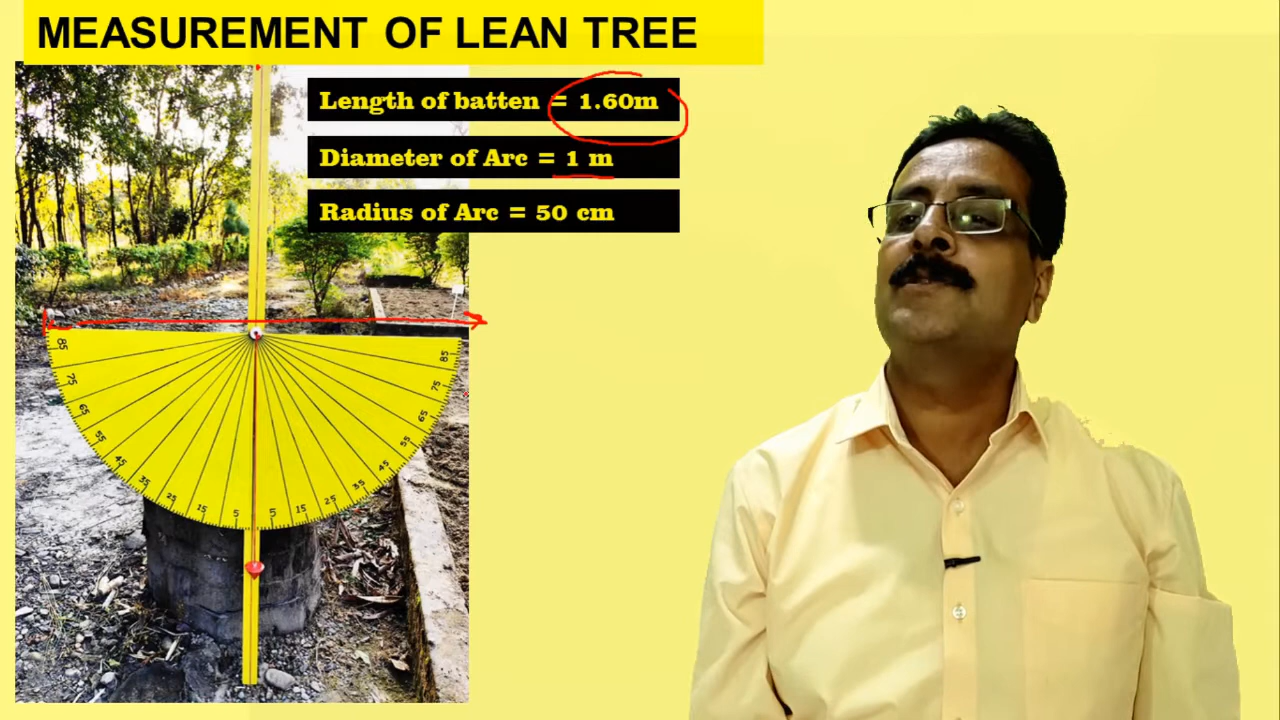 MEASUREMENT OF LEAN TREE
Length of batten = 1.60m
Diameter of Arc = 1 m
Radius of Arc = 50 cm
85 75 65 55 45 35 25 15 5 5 15 25 35 45 55 65 75 85